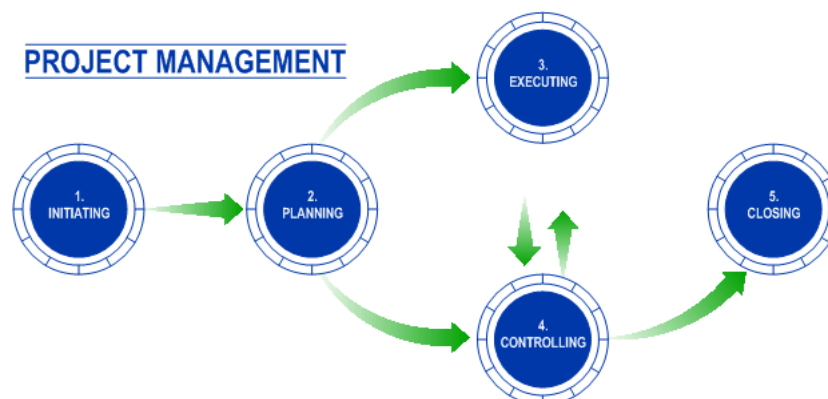 PROJECT MANAGEMENT
1.
INITIATING
2.
PLANNING
3.
EXECUTING
4.
CONTROLLING
5.
CLOSING